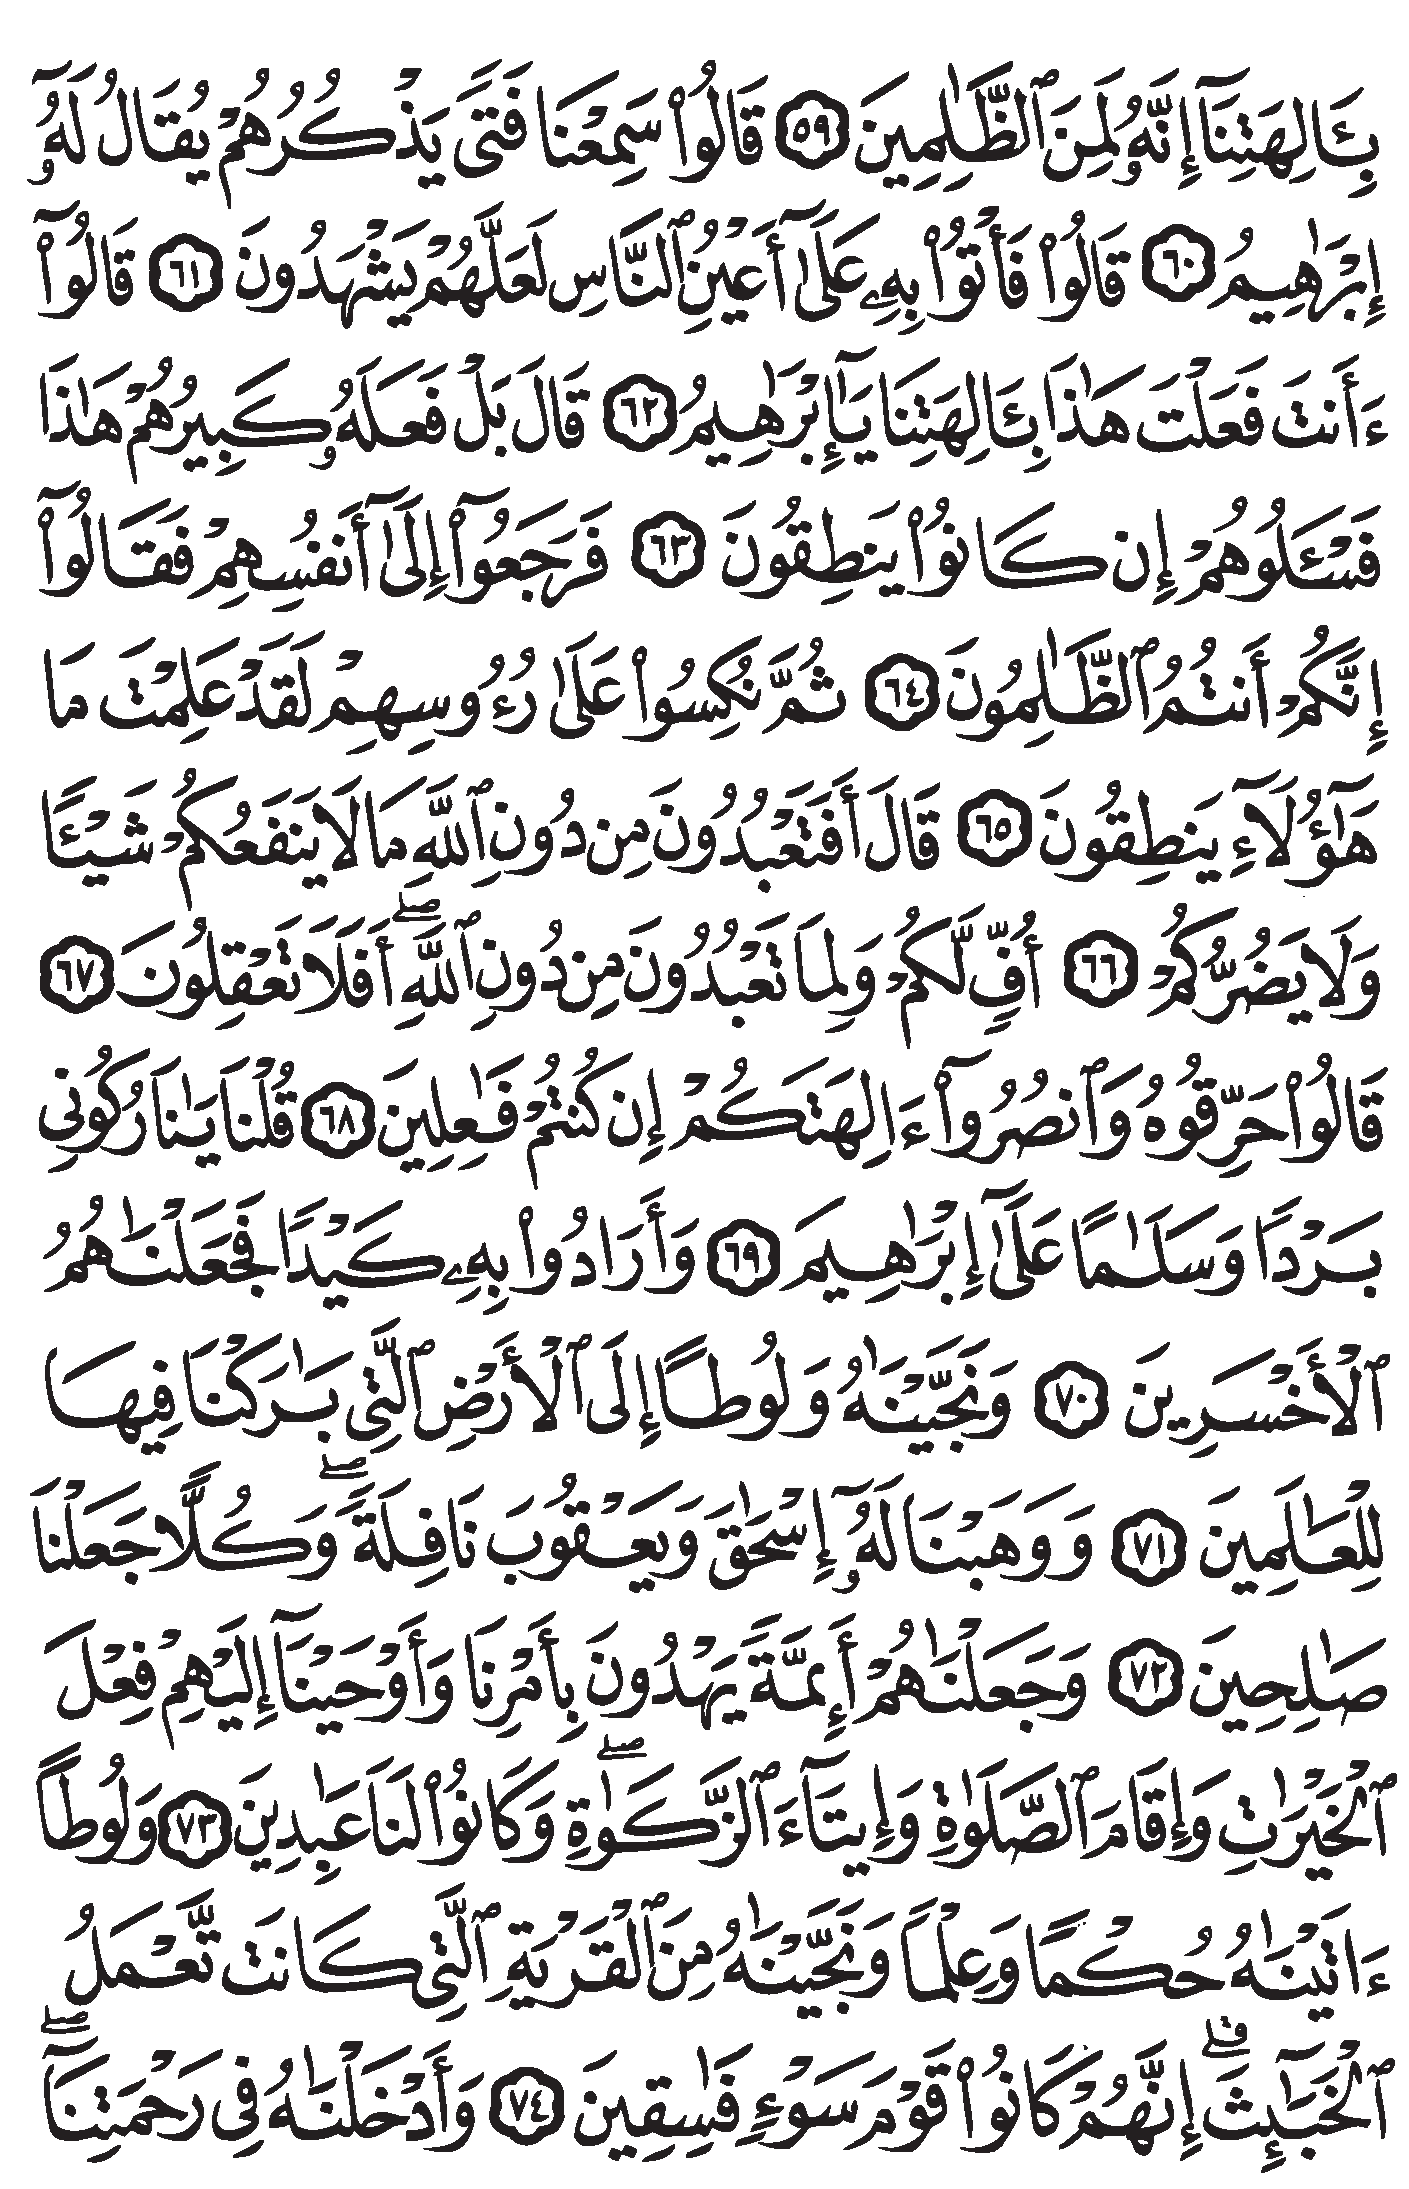 بِـَٔالِهَتِنَآ إِنَّهُۥ لَمِنَ ٱلظَّـٰلِمِينَ ٥٩ قَالُوا۟ سَمِعْنَا فَتًى يَذْكُرُهُمْ يُقَالُ لَهُۥٓ
إِبْرَٰهِيمُ ٦٠ قَالُوا۟ فَأْتُوا۟ بِهِۦ عَلَىٰٓ أَعْيُنِ ٱلنَّاسِ لَعَلَّهُمْ يَشْهَدُونَ ٦١ قَالُوٓا۟
ءَأَنتَ فَعَلْتَ هَـٰذَا بِـَٔالِهَتِنَا يَـٰٓإِبْرَٰهِيمُ ٦٢ قَالَ بَلْ فَعَلَهُۥ كَبِيرُهُمْ هَـٰذَا
فَسْـَٔلُوهُمْ إِن كَانُوا۟ يَنطِقُونَ ٦٣ فَرَجَعُوٓا۟ إِلَىٰٓ أَنفُسِهِمْ فَقَالُوٓا۟
إِنَّكُمْ أَنتُمُ ٱلظَّـٰلِمُونَ ٦٤ ثُمَّ نُكِسُوا۟ عَلَىٰ رُءُوسِهِمْ لَقَدْ عَلِمْتَ مَا
هَـٰٓؤُلَآءِ يَنطِقُونَ ٦٥ قَالَ أَفَتَعْبُدُونَ مِن دُونِ ٱللَّهِ مَا لَا يَنفَعُكُمْ شَيْـًٔا
وَلَا يَضُرُّكُمْ ٦٦ أُفٍّ لَّكُمْ وَلِمَا تَعْبُدُونَ مِن دُونِ ٱللَّهِ ۖ أَفَلَا تَعْقِلُونَ ٦٧
قَالُوا۟ حَرِّقُوهُ وَٱنصُرُوٓا۟ ءَالِهَتَكُمْ إِن كُنتُمْ فَـٰعِلِينَ ٦٨ قُلْنَا يَـٰنَارُ كُونِى
بَرْدًا وَسَلَـٰمًا عَلَىٰٓ إِبْرَٰهِيمَ ٦٩ وَأَرَادُوا۟ بِهِۦ كَيْدًا فَجَعَلْنَـٰهُمُ
ٱلْأَخْسَرِينَ ٧٠ وَنَجَّيْنَـٰهُ وَلُوطًا إِلَى ٱلْأَرْضِ ٱلَّتِى بَـٰرَكْنَا فِيهَا
لِلْعَـٰلَمِينَ ٧١ وَوَهَبْنَا لَهُۥٓ إِسْحَـٰقَ وَيَعْقُوبَ نَافِلَةً ۖ وَكُلًّا جَعَلْنَا
صَـٰلِحِينَ ٧٢ وَجَعَلْنَـٰهُمْ أَئِمَّةً يَهْدُونَ بِأَمْرِنَا وَأَوْحَيْنَآ إِلَيْهِمْ فِعْلَ
ٱلْخَيْرَٰتِ وَإِقَامَ ٱلصَّلَوٰةِ وَإِيتَآءَ ٱلزَّكَوٰةِ ۖ وَكَانُوا۟ لَنَا عَـٰبِدِينَ ٧٣ وَلُوطًا
ءَاتَيْنَـٰهُ حُكْمًا وَعِلْمًا وَنَجَّيْنَـٰهُ مِنَ ٱلْقَرْيَةِ ٱلَّتِى كَانَت تَّعْمَلُ
ٱلْخَبَـٰٓئِثَ ۗ إِنَّهُمْ كَانُوا۟ قَوْمَ سَوْءٍ فَـٰسِقِينَ ٧٤ وَأَدْخَلْنَـٰهُ فِى رَحْمَتِنَآ ۖ